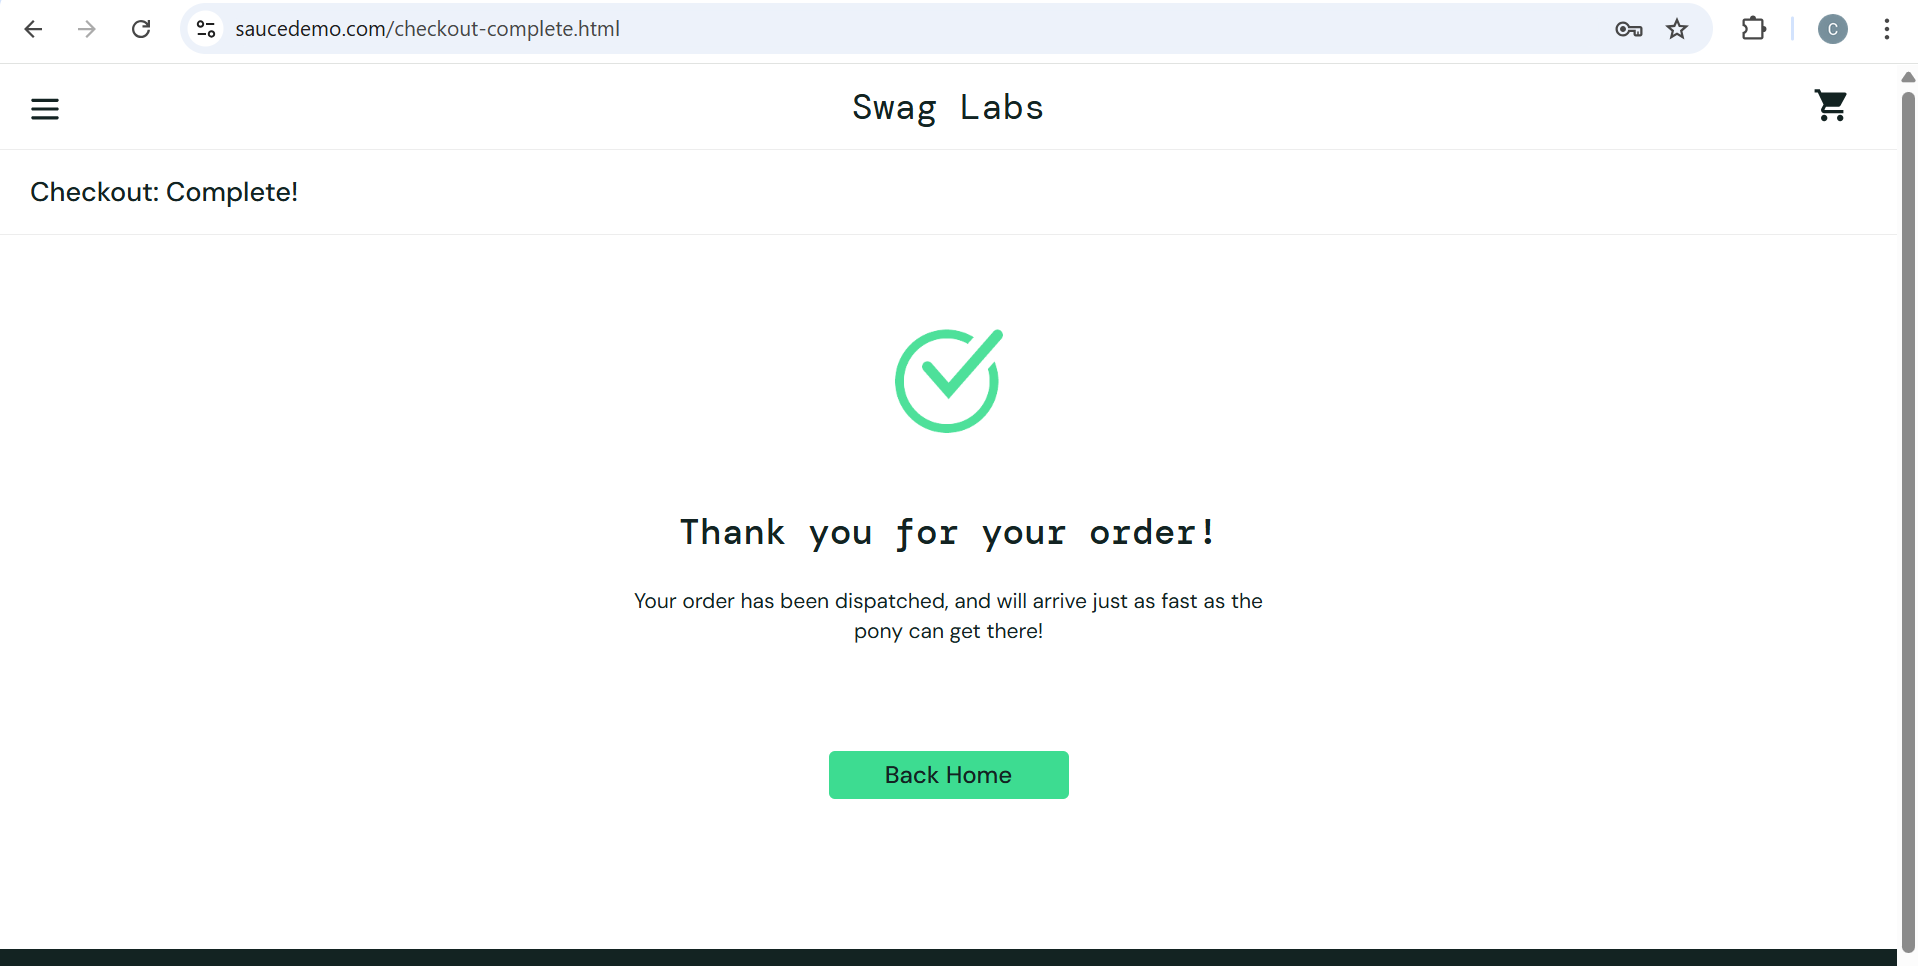 saucedemo.com/checkout-complete.html
C
Swag Labs
Checkout: Complete!
Thank you for your order!
Your order has been dispatched, and will arrive just as fast as the
pony can get there!
Back Home